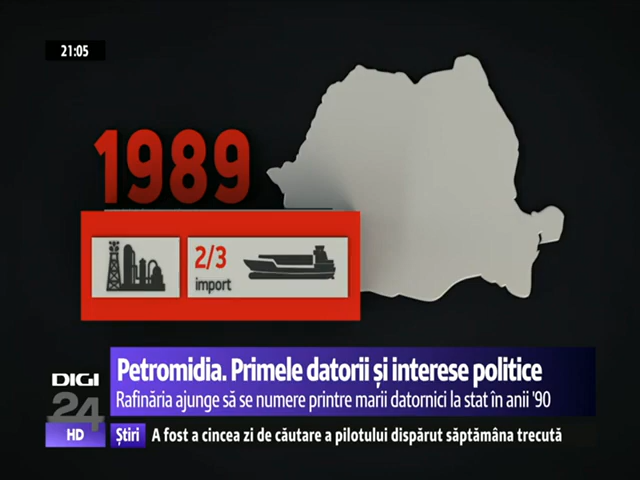 21:05
1989
2/3
import
Petromidia. Primele datorii și interese politice
Rafinăria ajunge să se numere printre marii datornici la stat în anii '90
DIGI
24
HD
Știri
A fost a cincea zi de căutare a pilotului dispărut săptămâna trecută